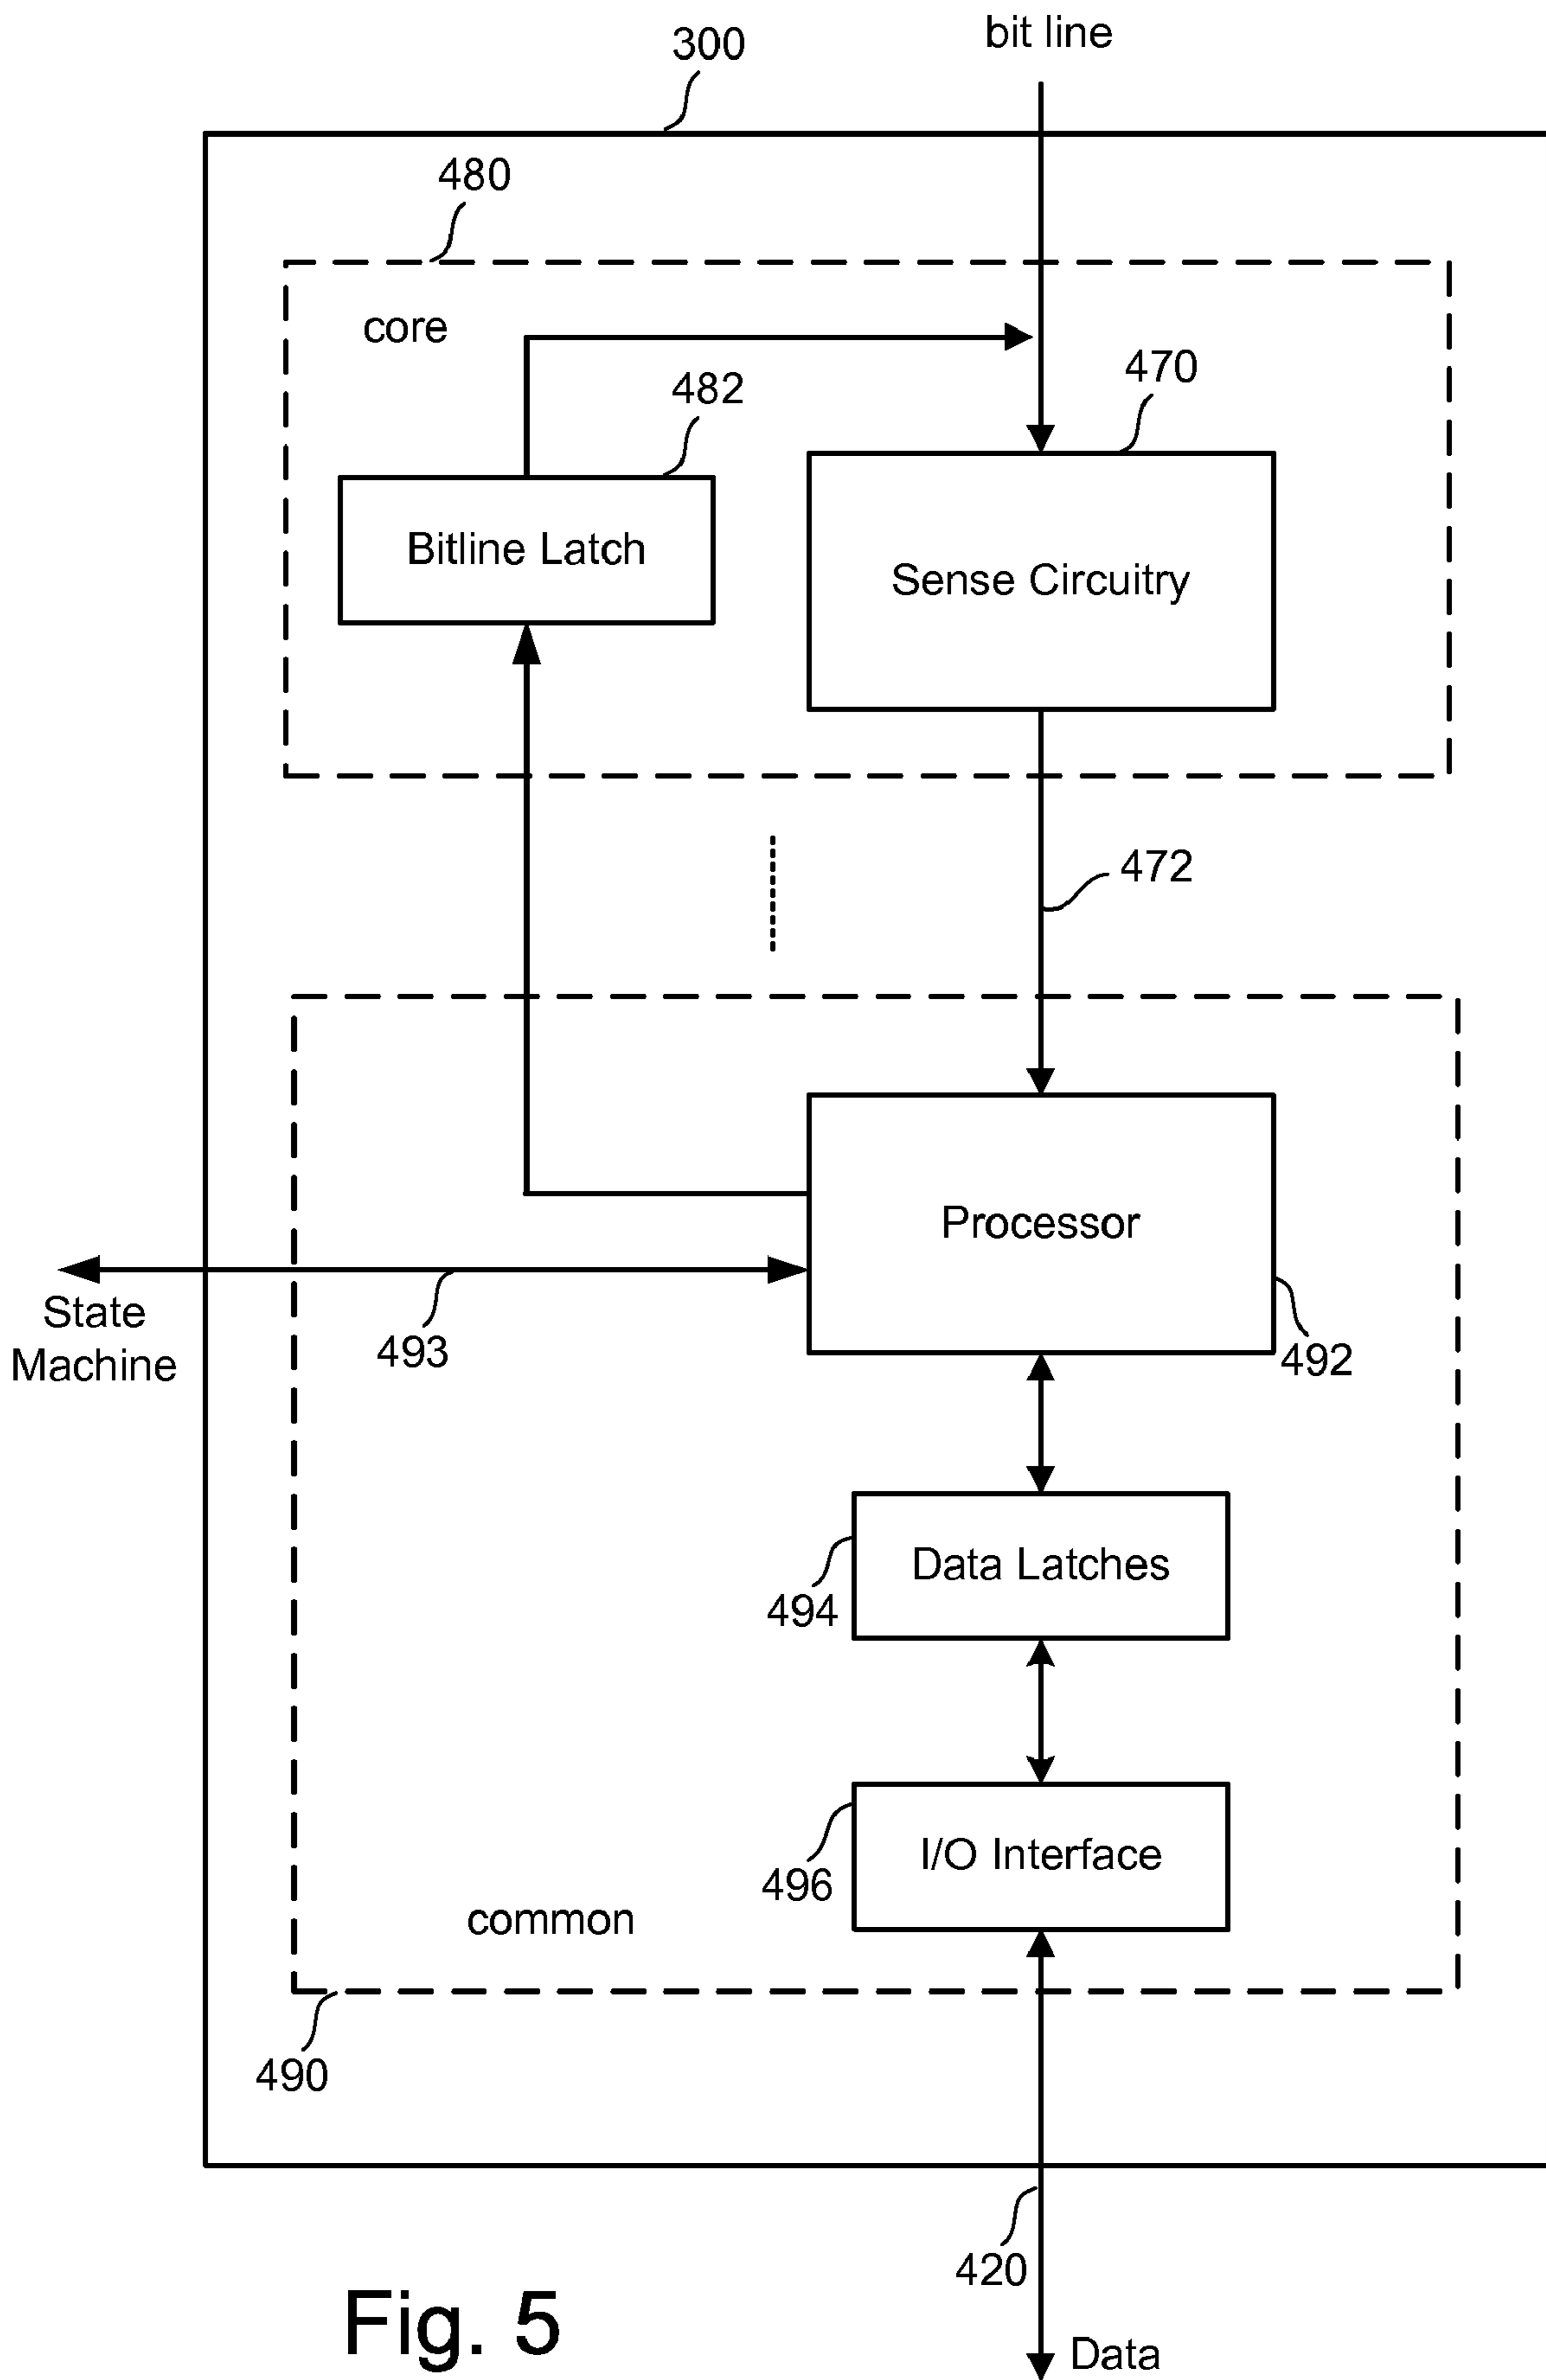 bit line
300
480
core
470
482
Bitline Latch
Sense Circuitry
472
Processor
State
Machine
493
492
Data Latches
494
I/O Interface
496
common
490
420
Fig. 5
Data